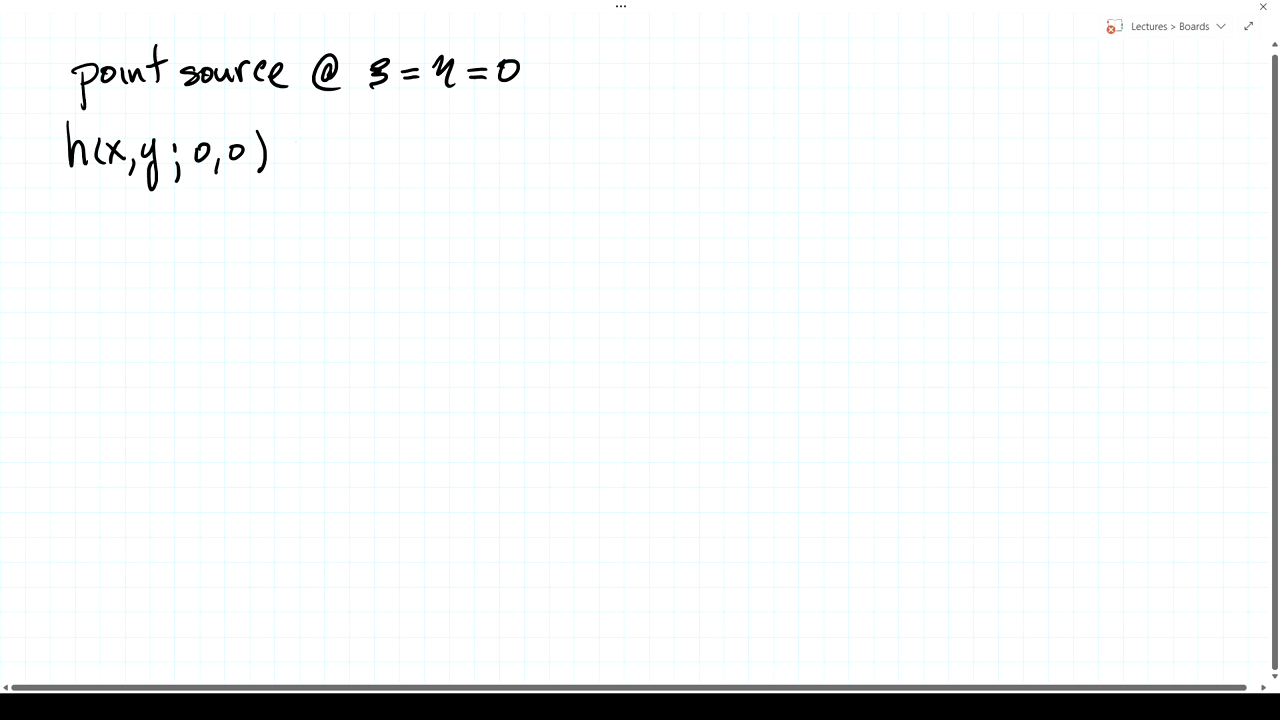 Lectures > Boards
point source @ ξ = η = 0
h(x,y; 0,0)